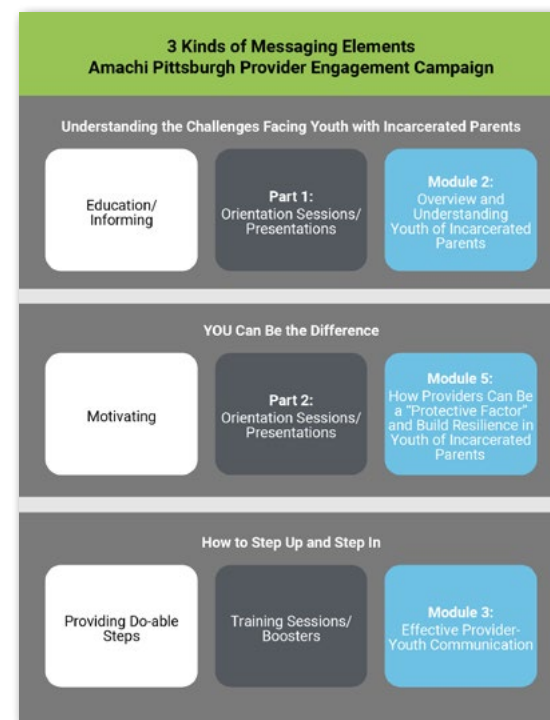 3 Kinds of Messaging Elements
Amachi Pittsburgh Provider Engagement Campaign
Understanding the Challenges Facing Youth with Incarcerated Parents
Education/
Informing
Part 1:
Orientation Sessions/
Presentations
Module 2:
Overview and
Understanding
Youth of Incarcerated
Parents
YOU Can Be the Difference
Motivating
Part 2:
Orientation Sessions/
Presentations
Module 5:
How Providers Can Be
a "Protective Factor"
and Build Resilience in
Youth of Incarcerated
Parents
How to Step Up and Step In
Providing Do-able
Steps
Training Sessions/
Boosters
Module 3:
Effective Provider-
Youth Communication